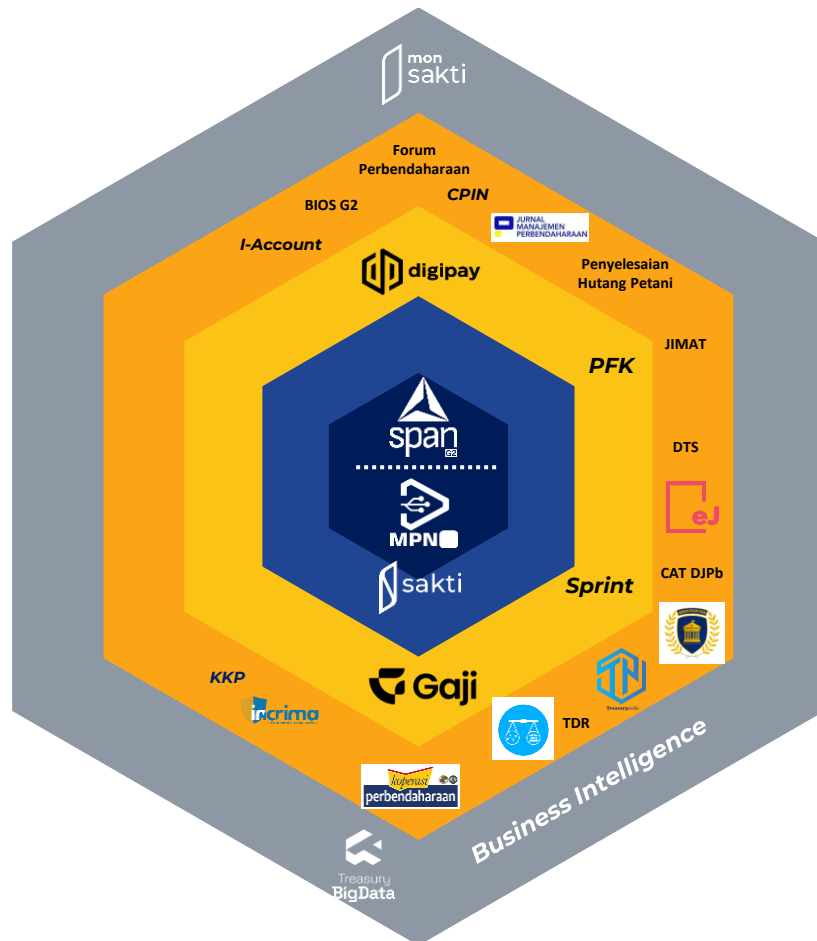 mon
sakti
Forum
Perbendaharaan
CPIN
BIOS G2
JURNAL
MANAJEMEN
PERBENDAHARAAN
I-Account
digipay
Penyelesaian
Hutang Petani
JIMAT
PFK
span
G2
DTS
eJ
MPN
CAT DJPb
sakti
Sprint
KKP
Gaji
incrima
TN
TDR
koperasi
perbendaharaan
Business Intelligence
Treasury
BigData